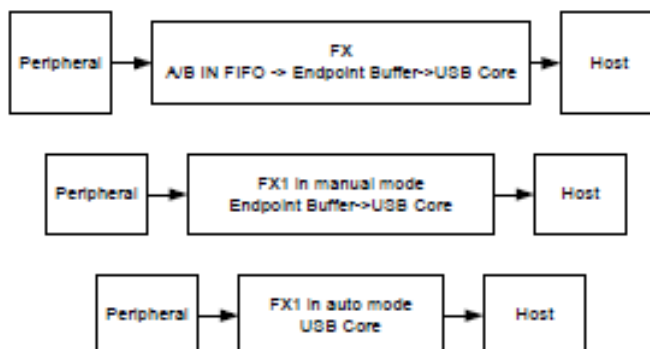 Peripheral
FX
A/B IN FIFO -> Endpoint Buffer->USB Core
Host
Peripheral
FX1 in manual mode
Endpoint Buffer->USB Core
Host
Peripheral
FX1 in auto mode
USB Core
Host